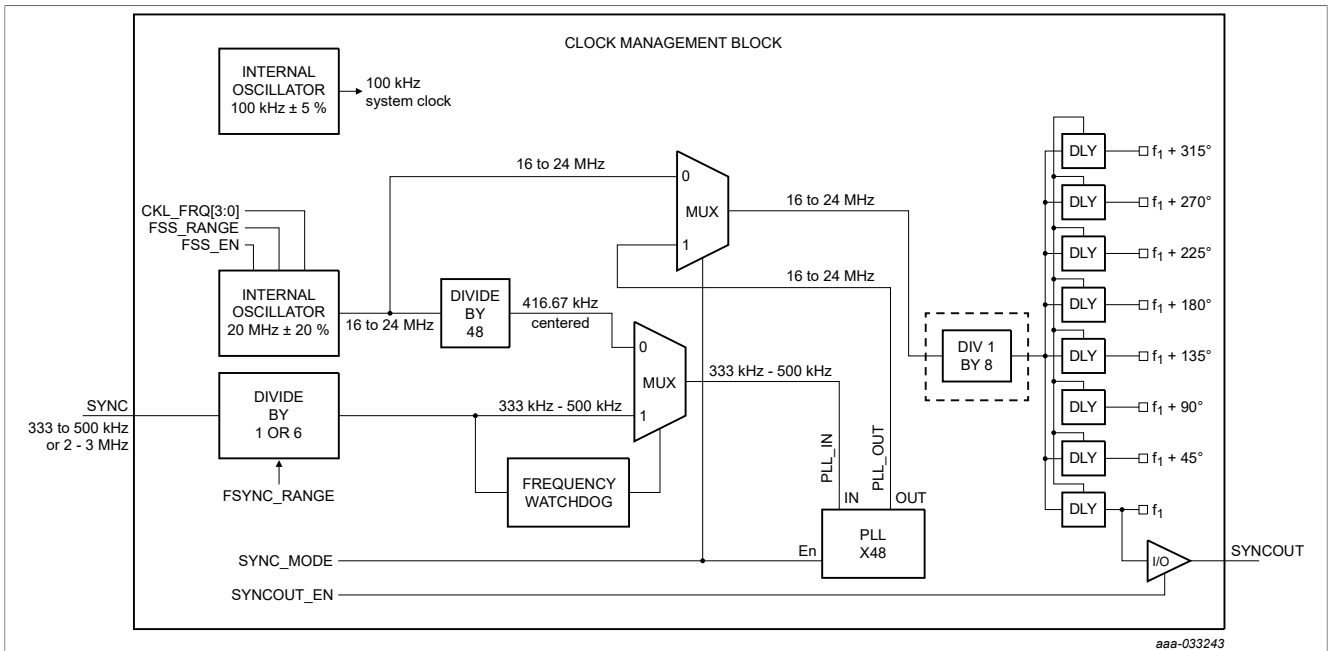 CLOCK MANAGEMENT BLOCK
INTERNAL
OSCILLATOR
100 kHz ± 5 %
100 kHz
system clock
CKL_FRQ[3:0]
FSS_RANGE
FSS_EN
INTERNAL
OSCILLATOR
20 MHz ± 20 %
16 to 24 MHz
16 to 24 MHz
DIVIDE
BY
48
416.67 kHz
centered
0
MUX
1
16 to 24 MHz
16 to 24 MHz
SYNC
333 to 500 kHz
or 2 - 3 MHz
DIVIDE
BY
1 OR 6
FSYNC_RANGE
333 kHz - 500 kHz
0
MUX
1
333 kHz - 500 kHz
FREQUENCY
WATCHDOG
PLL_IN
PLL_OUT
IN
OUT
En
PLL
X48
SYNC_MODE
SYNCOUT_EN
DIV 1
BY 8
DLY
f1 + 315°
DLY
f1 + 270°
DLY
f1 + 225°
DLY
f1 + 180°
DLY
f1 + 135°
DLY
f1 + 90°
DLY
f1 + 45°
DLY
f1
I/O
SYNCOUT
aaa-033243